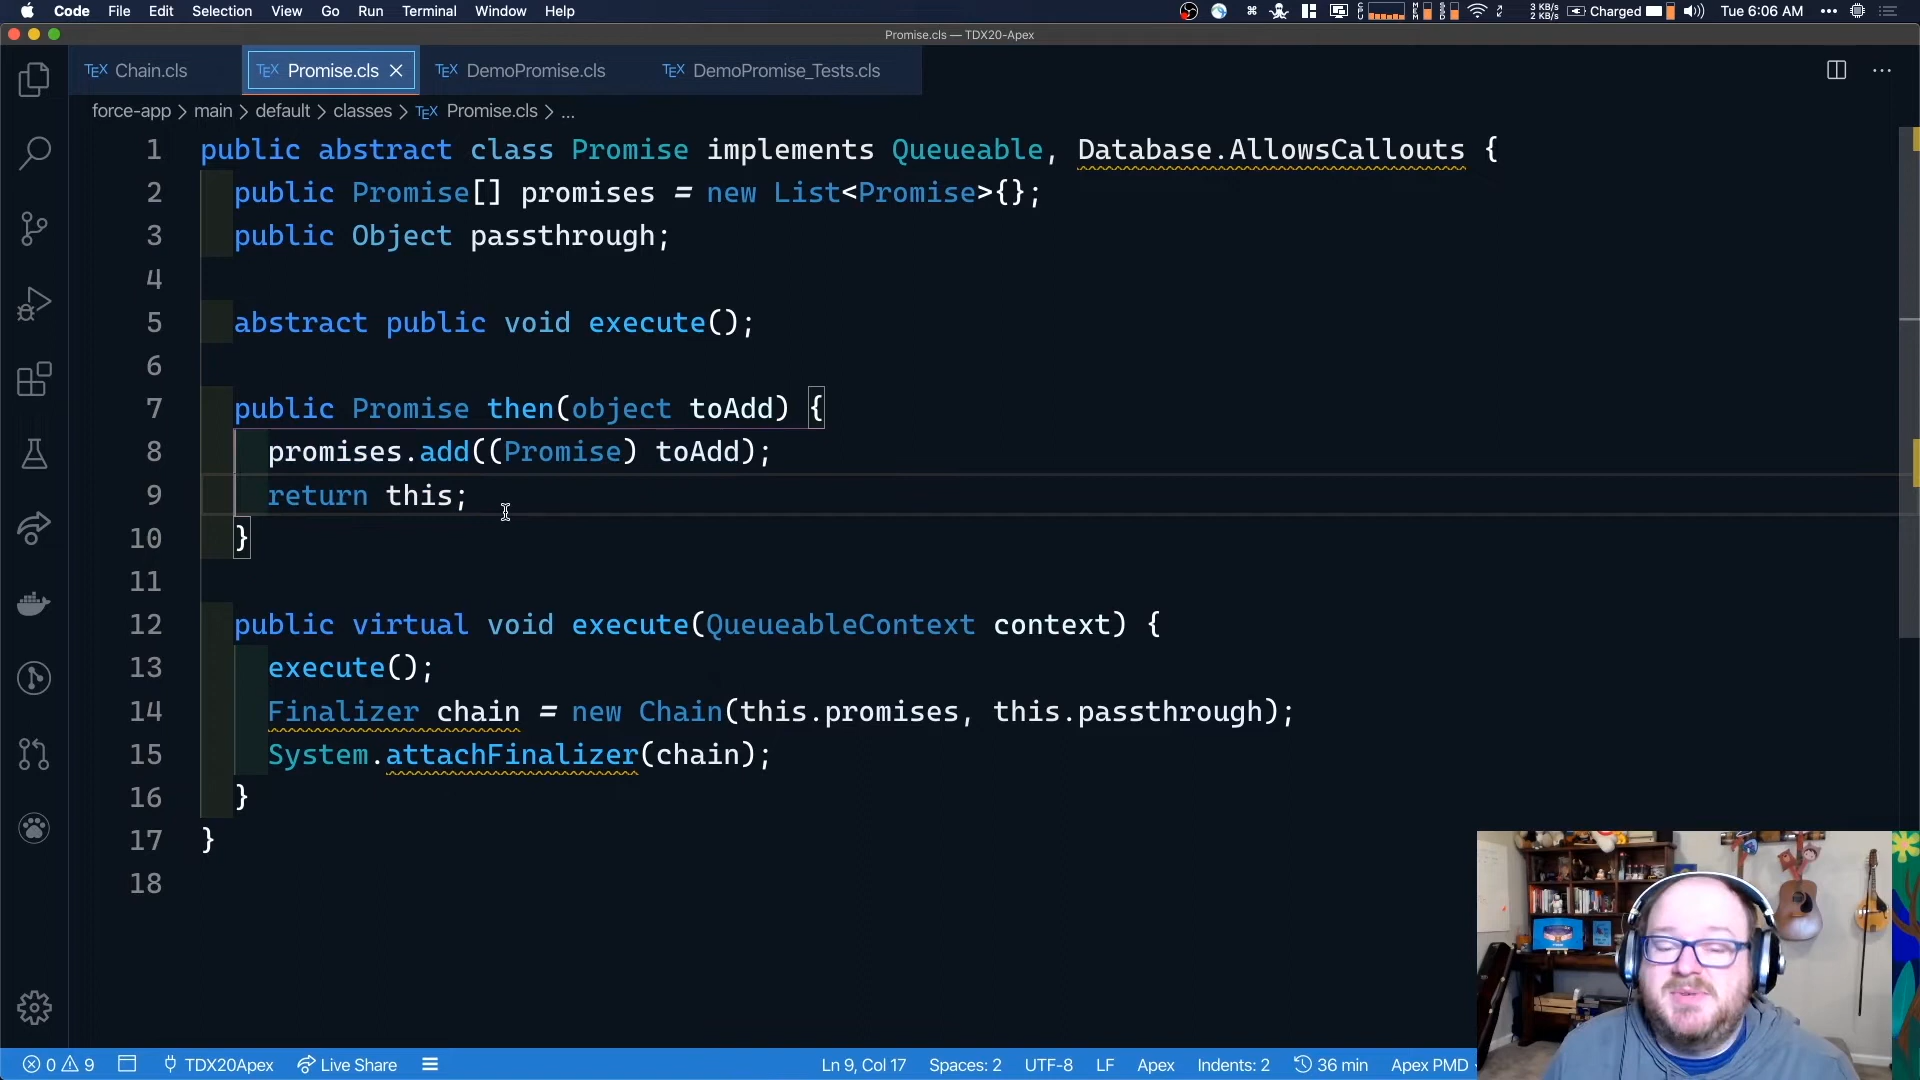 Code File Edit Selection View Go Run Terminal Window Help
3 KB/s
2 KB/s
Charged
Tue 6:06 AM
Promise.cls — TDX20-Apex
Chain.cls
Promise.cls
DemoPromise.cls
DemoPromise_Tests.cls
force-app > main > default > classes > Promise.cls > ...
1 public abstract class Promise implements Queueable, Database.AllowsCallouts {
2 public Promise[] promises = new List<Promise>{};
3 public Object passthrough;
4
5 abstract public void execute();
6
7 public Promise then(object toAdd) {
8 promises.add((Promise) toAdd);
9 return this;
10 }
11
12 public virtual void execute(QueueableContext context) {
13 execute();
14 Finalizer chain = new Chain(this.promises, this.passthrough);
15 System.attachFinalizer(chain);
16 }
17 }
18
0 9 TDX20Apex Live Share Ln 9, Col 17 Spaces: 2 UTF-8 LF Apex Indents: 2 36 min Apex PMD